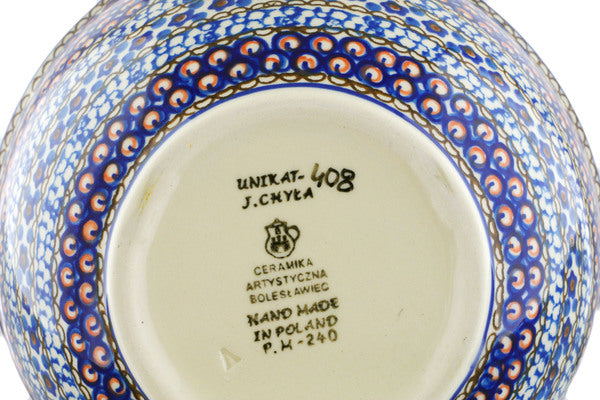 UNIKAT-408
J.CHYŁA
CERAMIKA
ARTYSTYCZNA
BOLESŁAWIEC
HAND MADE
IN POLAND
P.H-240